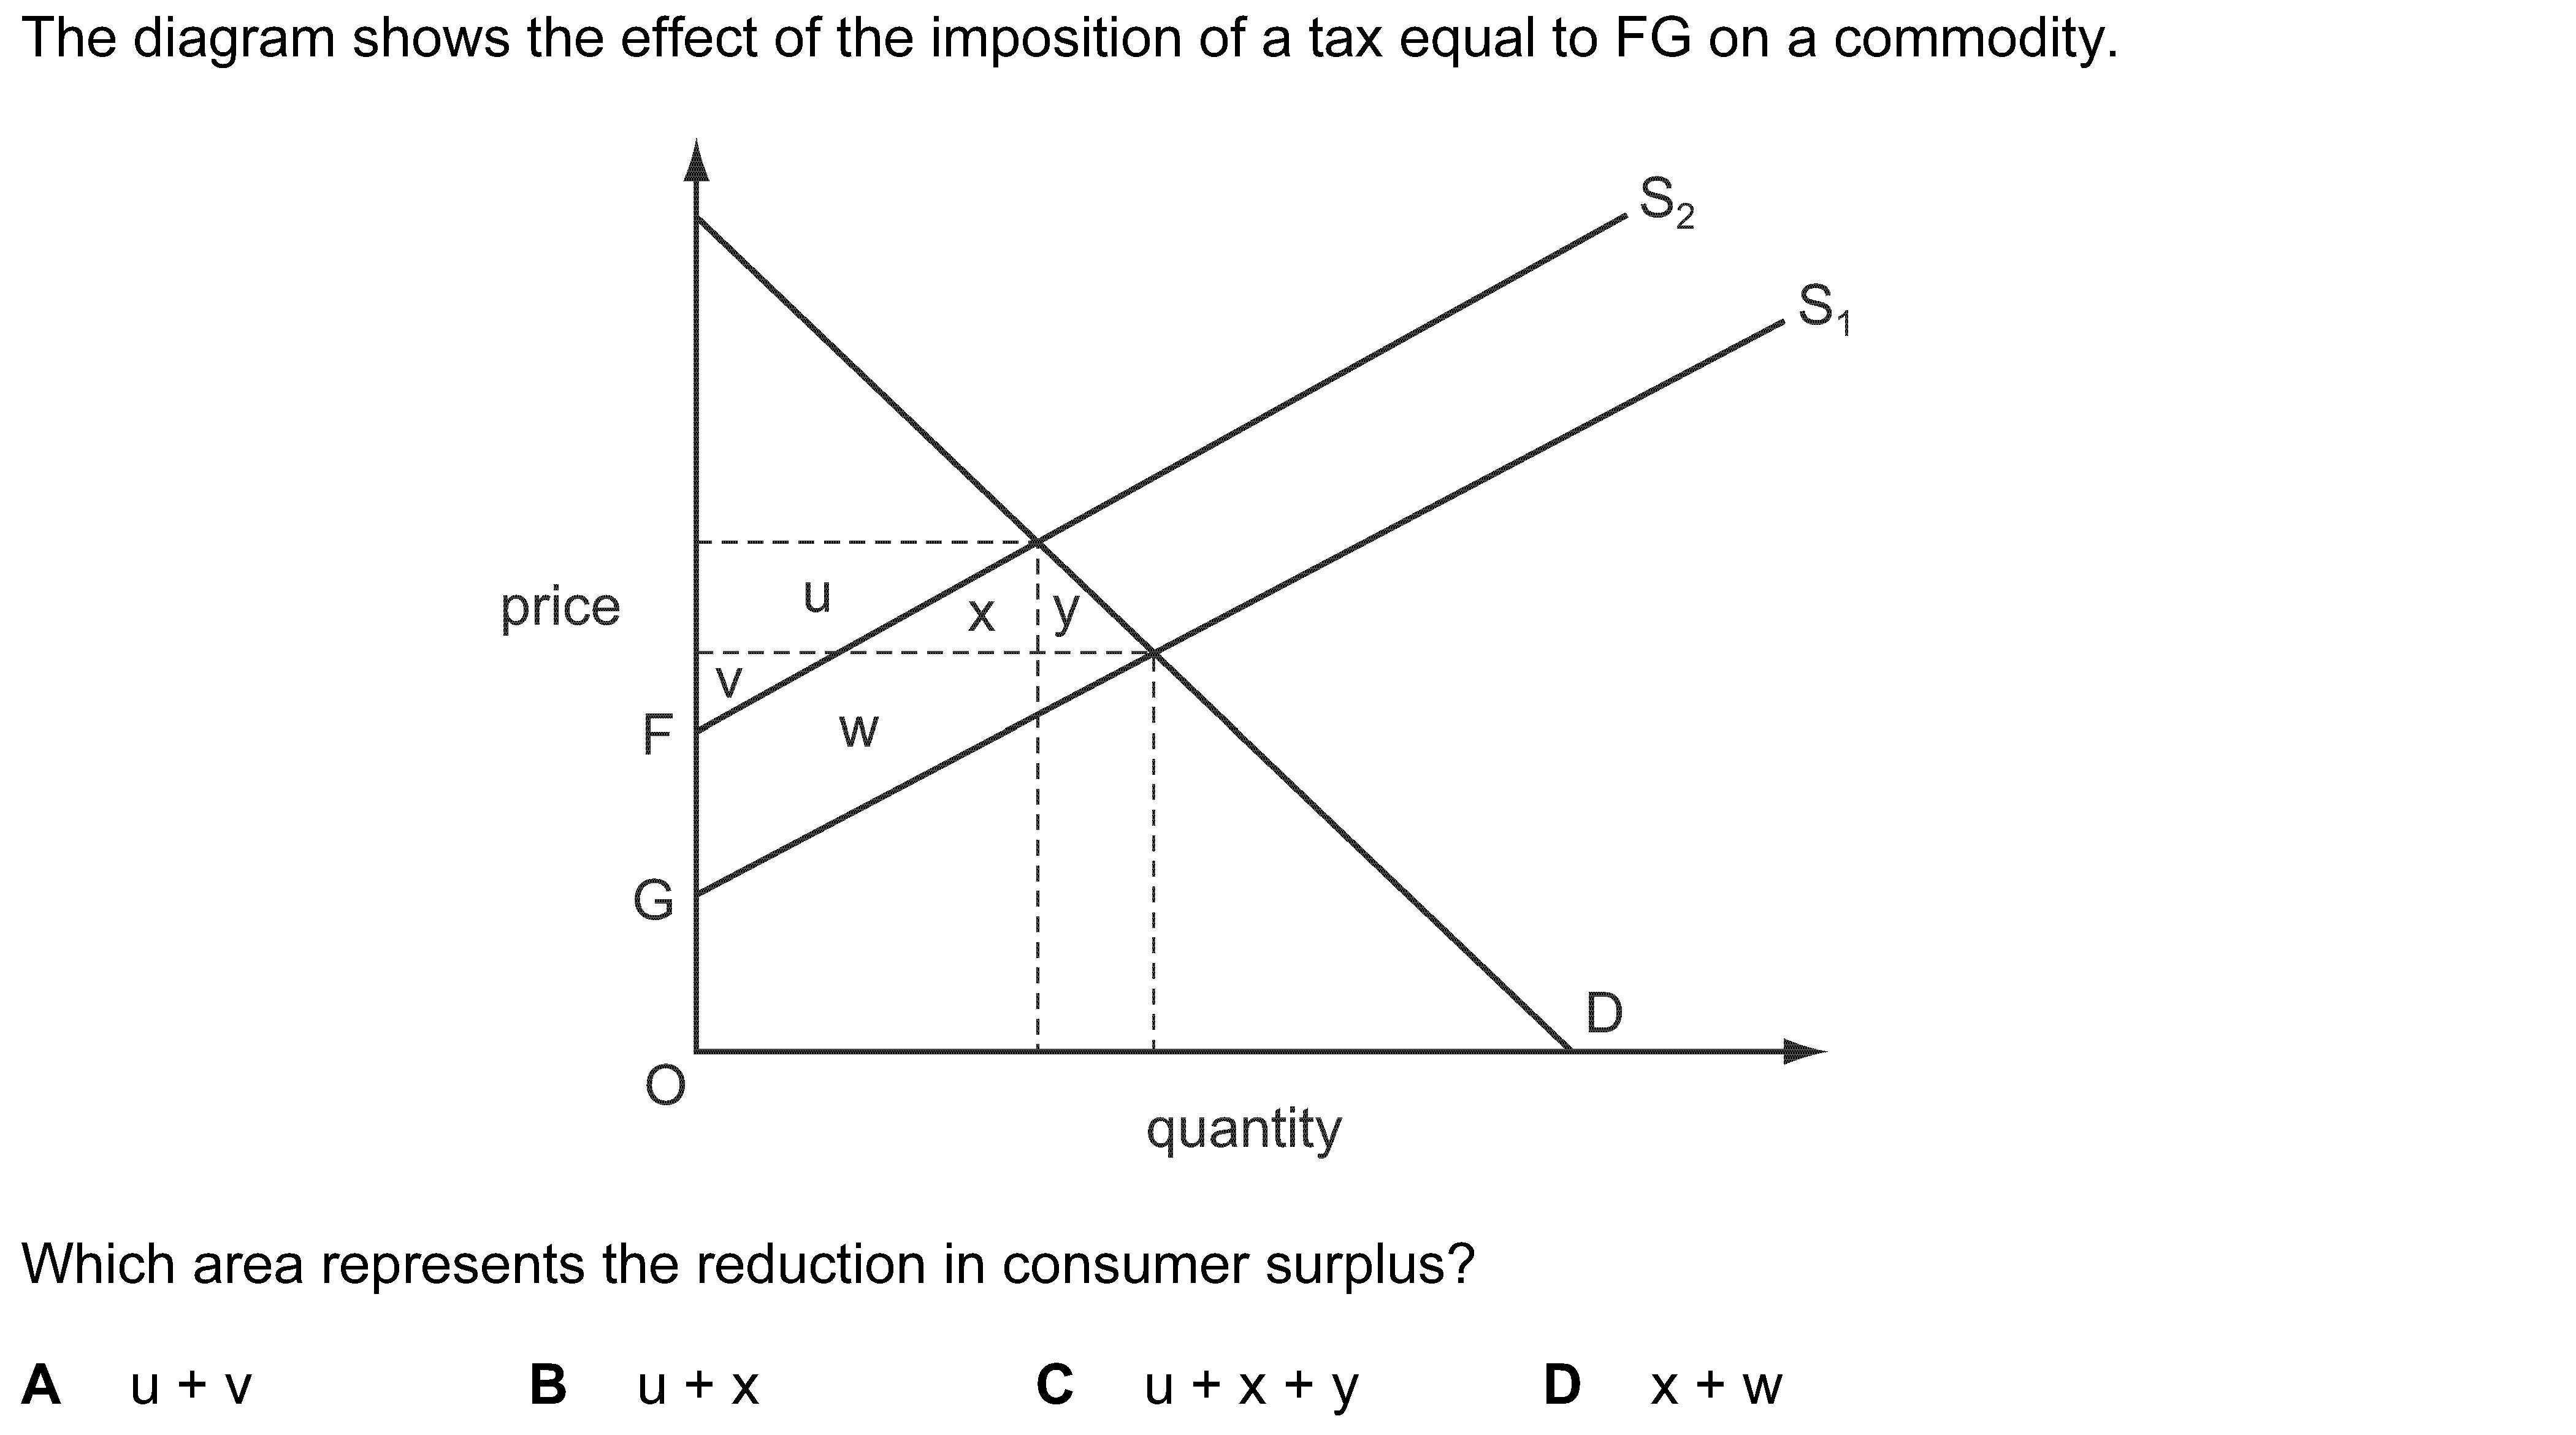 The diagram shows the effect of the imposition of a tax equal to FG on a commodity.
S₂
S₁
price
u
x
y
v
F
w
G
D
O
quantity
Which area represents the reduction in consumer surplus?
A u + v B u + x C u + x + y D x + w